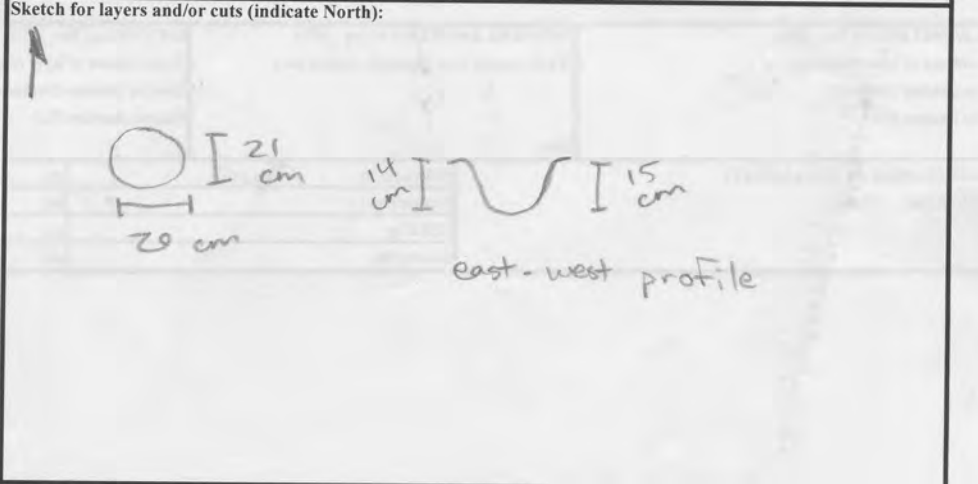 Sketch for layers and/or cuts (indicate North):
21
cm
20 cm
14
cm
15
cm
east-west profile